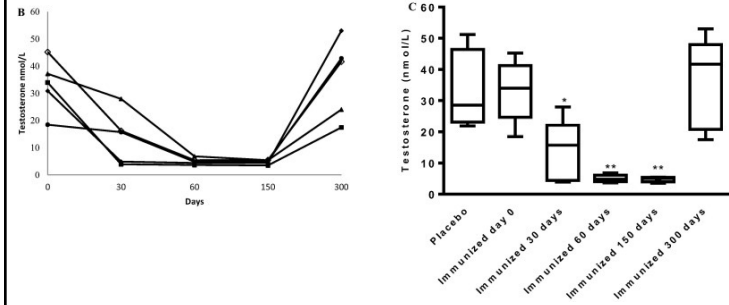 B
Testosterone nmol/L
60
50
40
30
20
10
0
0 30 60 150 300
Days
C
Testosterone (nmol/L)
60
50
40
30
20
10
0
*
**
**
Placebo
Immunized day 0
Immunized 30 days
Immunized 60 days
Immunized 150 days
Immunized 300 days